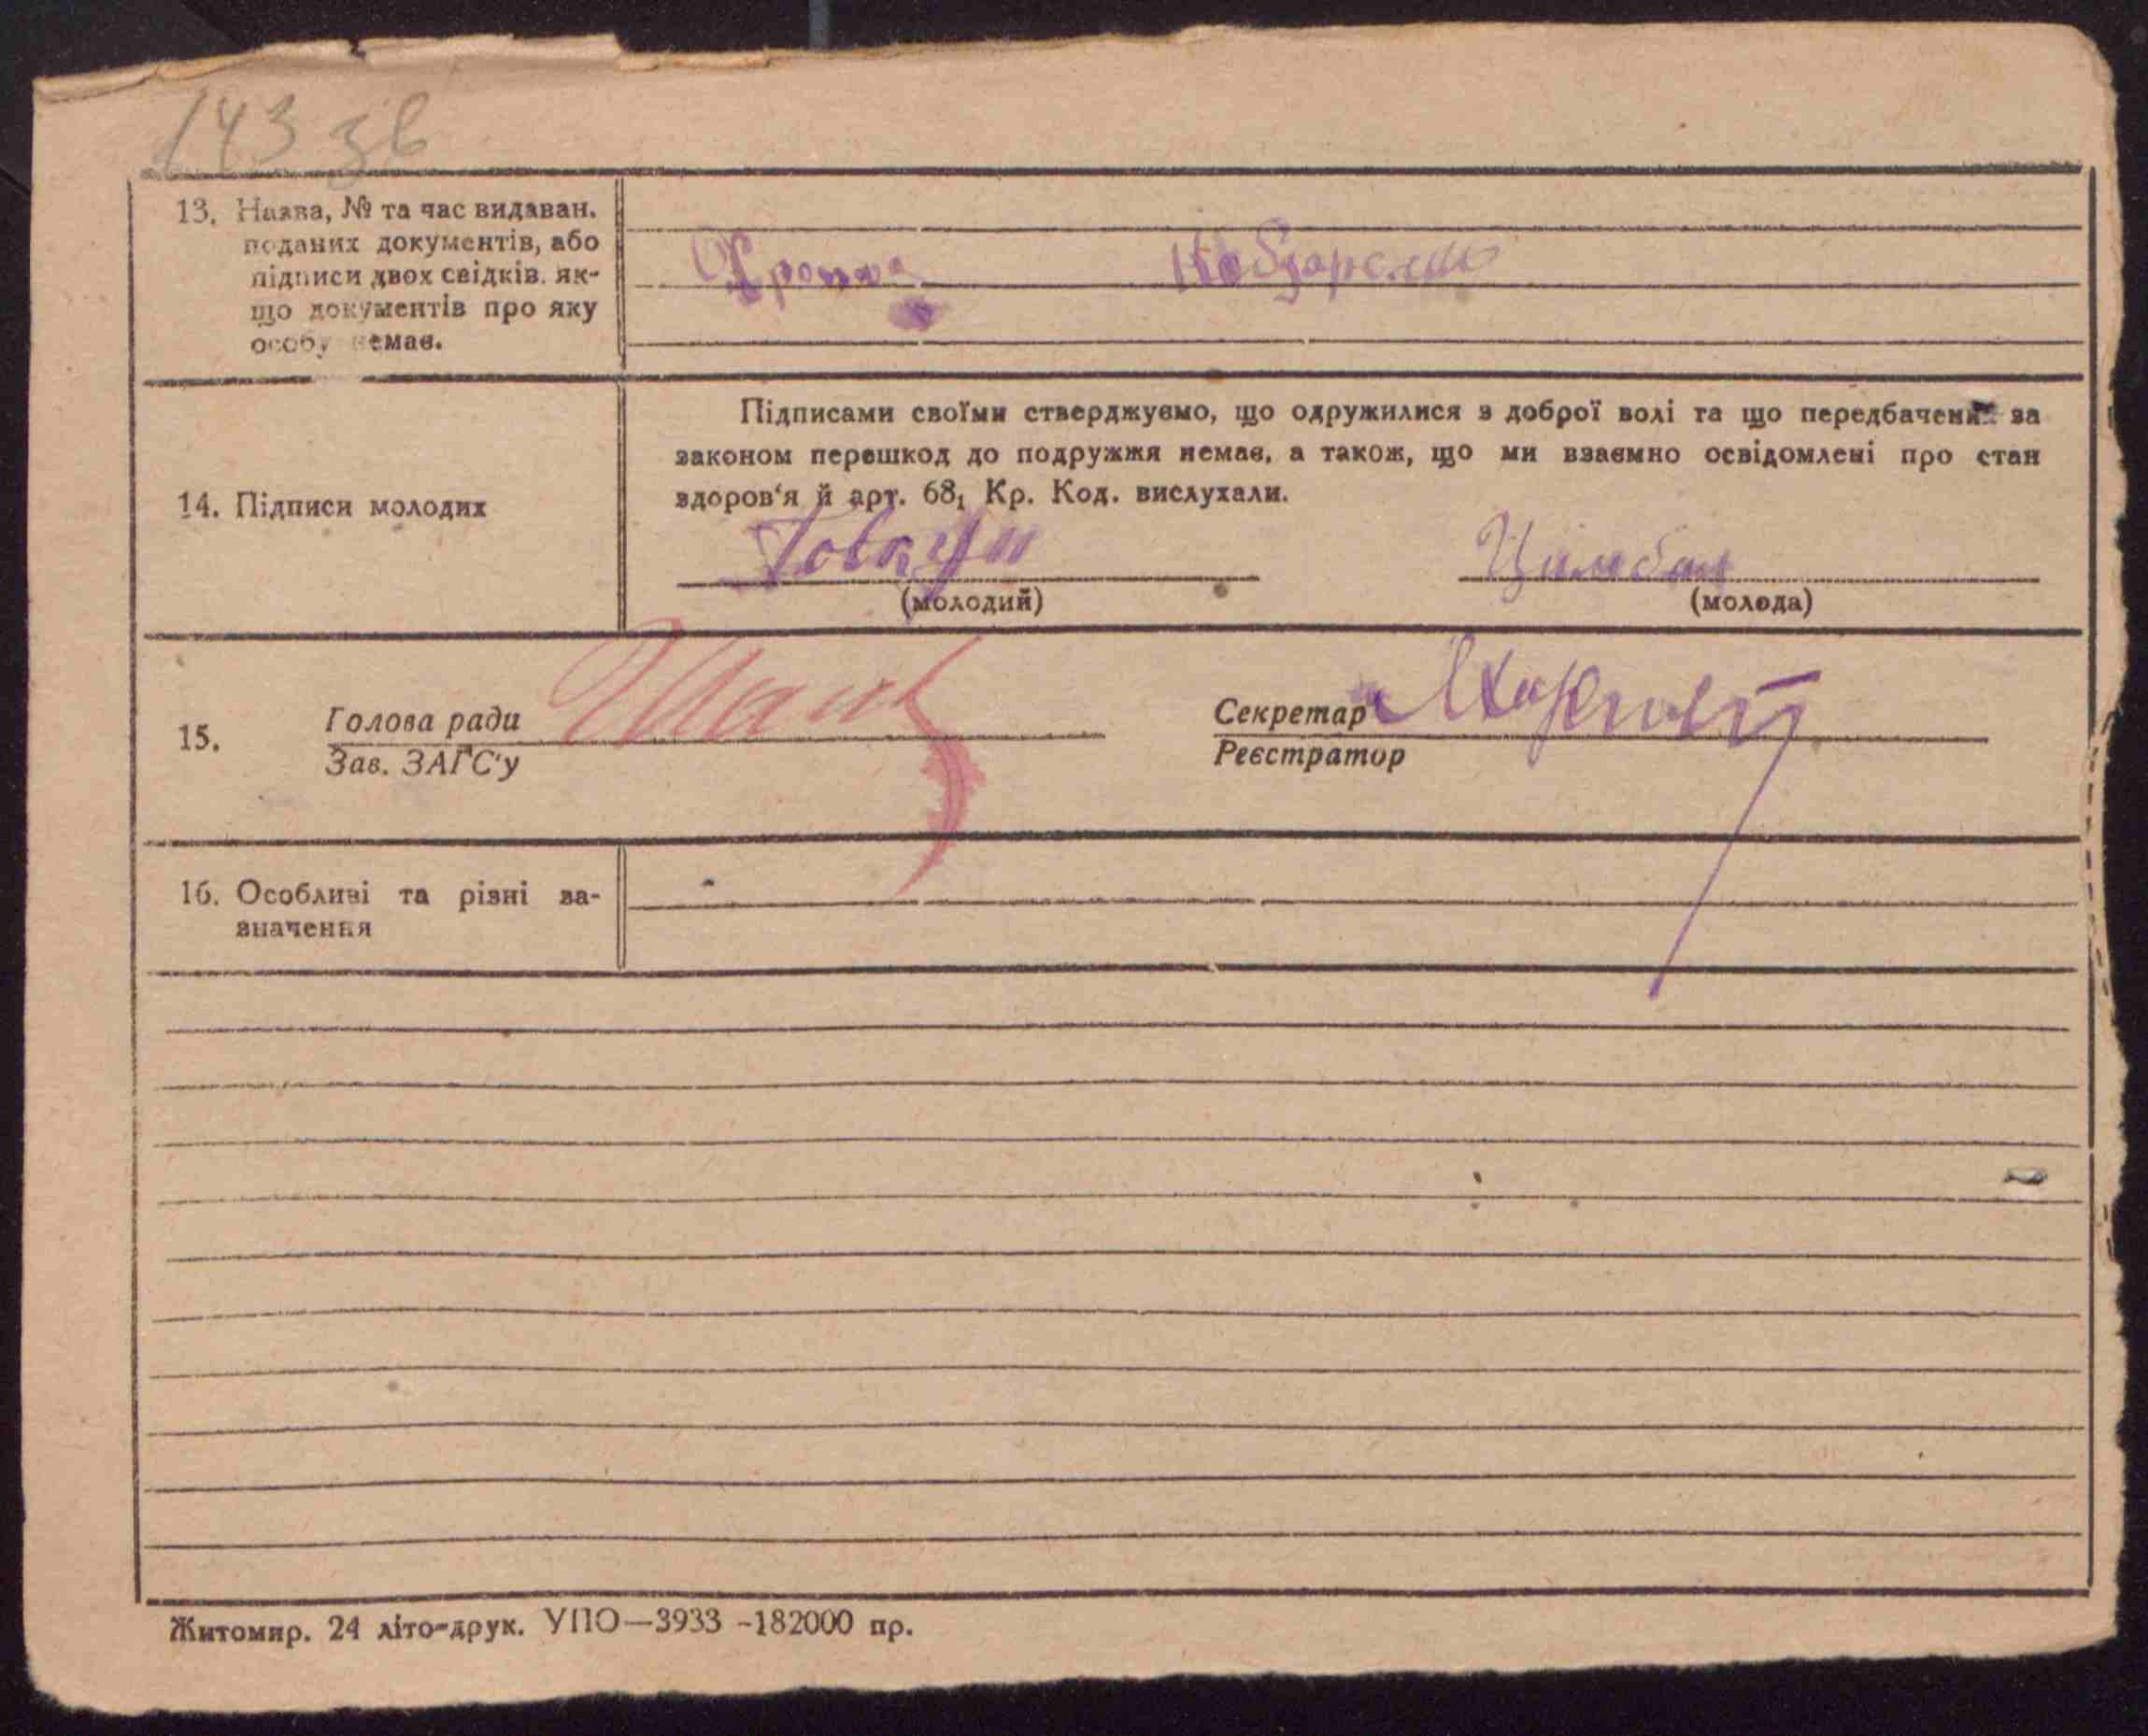 143 зв
13. Назва, № та час видаван.
поданих документів, або
підписи двох свідків, як-
що документів про яку
особу немає.
14. Підписи молодих
Підписами своїми стверджуємо, що одружилися з доброї волі та що передбачених за
законом перешкод до подружжя немає, а також, що ми взаємно освідомлені про стан
здоров'я й арт. 68₁ Кр. Код. вислухали.
Цимбал
(молодий) (молода)
15. Голова ради Секретар
Зав. ЗАГС'у Реєстратор
16. Особливі та різні за-
значення
Житомир. 24 літо-друк. УПО—3933 -182000 пр.